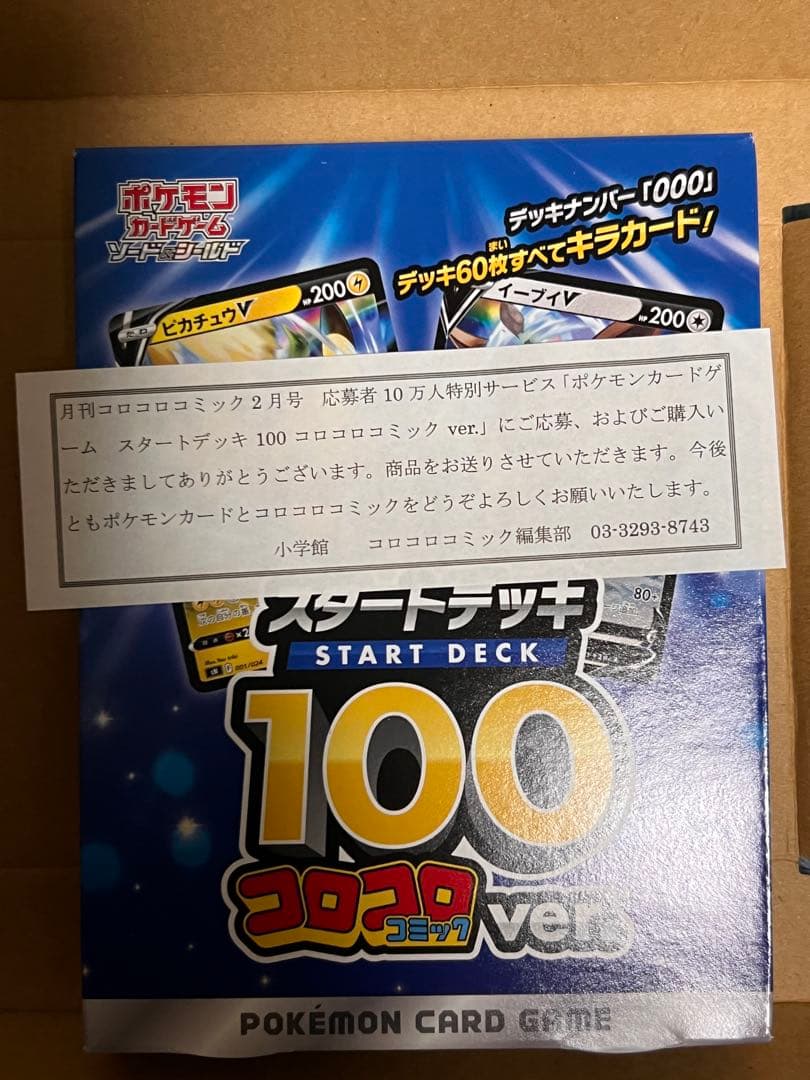 ポケモン
カードゲーム
ソード&シールド
デッキナンバー「000」
まい
デッキ60枚すべてキラカード!
たね
ピカチュウV
HP200
イーブイV
HP200
月刊コロコロコミック2月号 応募者10万人特別サービス「ポケモンカードゲ
ーム スタートデッキ100 コロコロコミック ver.」にご応募、およびご購入い
ただきましてありがとうございます。商品をお送りさせていただきます。今後
ともポケモンカードとコロコロコミックをどうぞよろしくお願いいたします。
小学館 コロコロコミック編集部 03-3293-8743
80+
×2
001/024
スタートデッキ
START DECK
100
コロコロ
コミック
ver.
POKÉMON CARD GAME